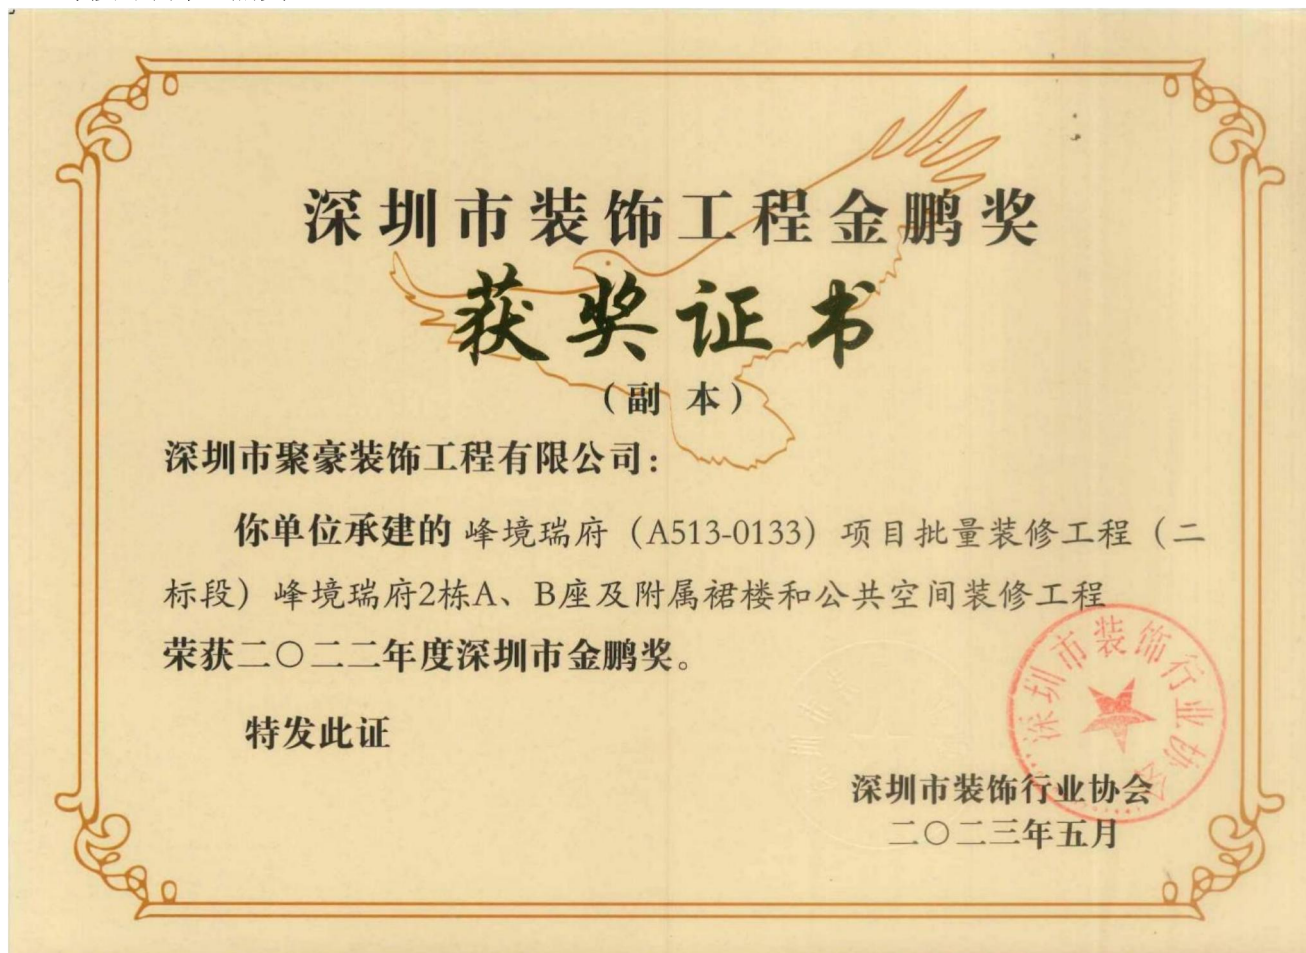 深圳市装饰工程金鹏奖
获奖证书
（副 本）
深圳市聚豪装饰工程有限公司：
你单位承建的 峰境瑞府（A513-0133）项目批量装修工程（二
标段）峰境瑞府2栋A、B座及附属裙楼和公共空间装修工程
荣获二〇二二年度深圳市金鹏奖。
特发此证
深圳市装饰行业协会
深圳市装饰行业协会
二〇二三年五月